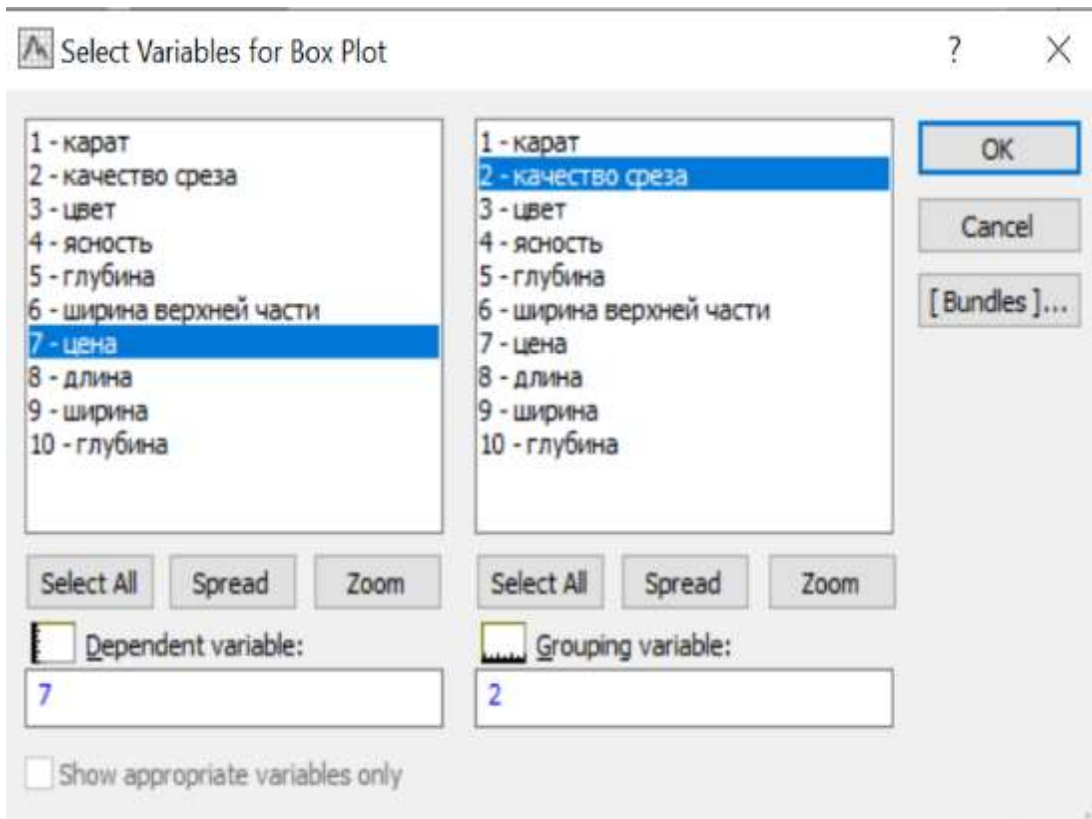 Select Variables for Box Plot
?
1 - карат
2 - качество среза
3 - цвет
4 - ясность
5 - глубина
6 - ширина верхней части
7 - цена
8 - длина
9 - ширина
10 - глубина
1 - карат
2 - качество среза
3 - цвет
4 - ясность
5 - глубина
6 - ширина верхней части
7 - цена
8 - длина
9 - ширина
10 - глубина
OK
Cancel
[ Bundles ]...
Select All
Spread
Zoom
Select All
Spread
Zoom
Dependent variable:
Grouping variable:
7
2
Show appropriate variables only